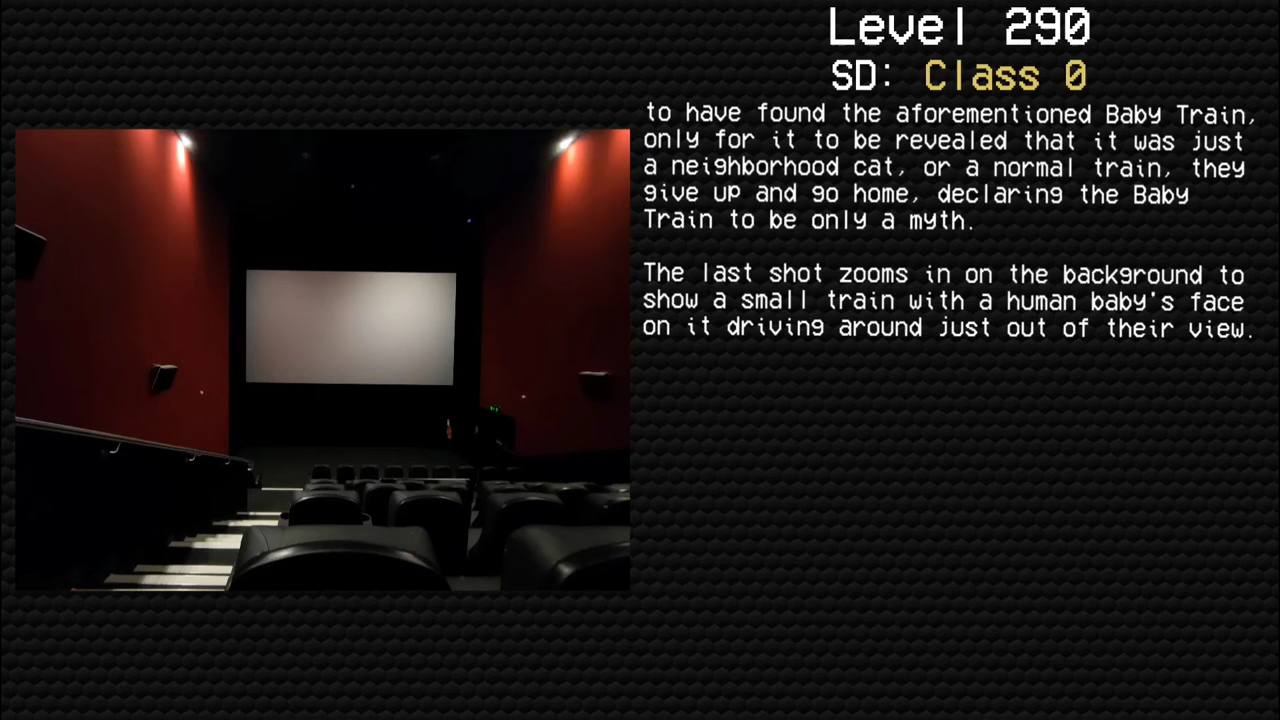 Level 290
SD: Class 0
to have found the aforementioned Baby Train,
only for it to be revealed that it was just
a neighborhood cat, or a normal train, they
give up and go home, declaring the Baby
Train to be only a myth.
The last shot zooms in on the background to
show a small train with a human baby's face
on it driving around just out of their view.